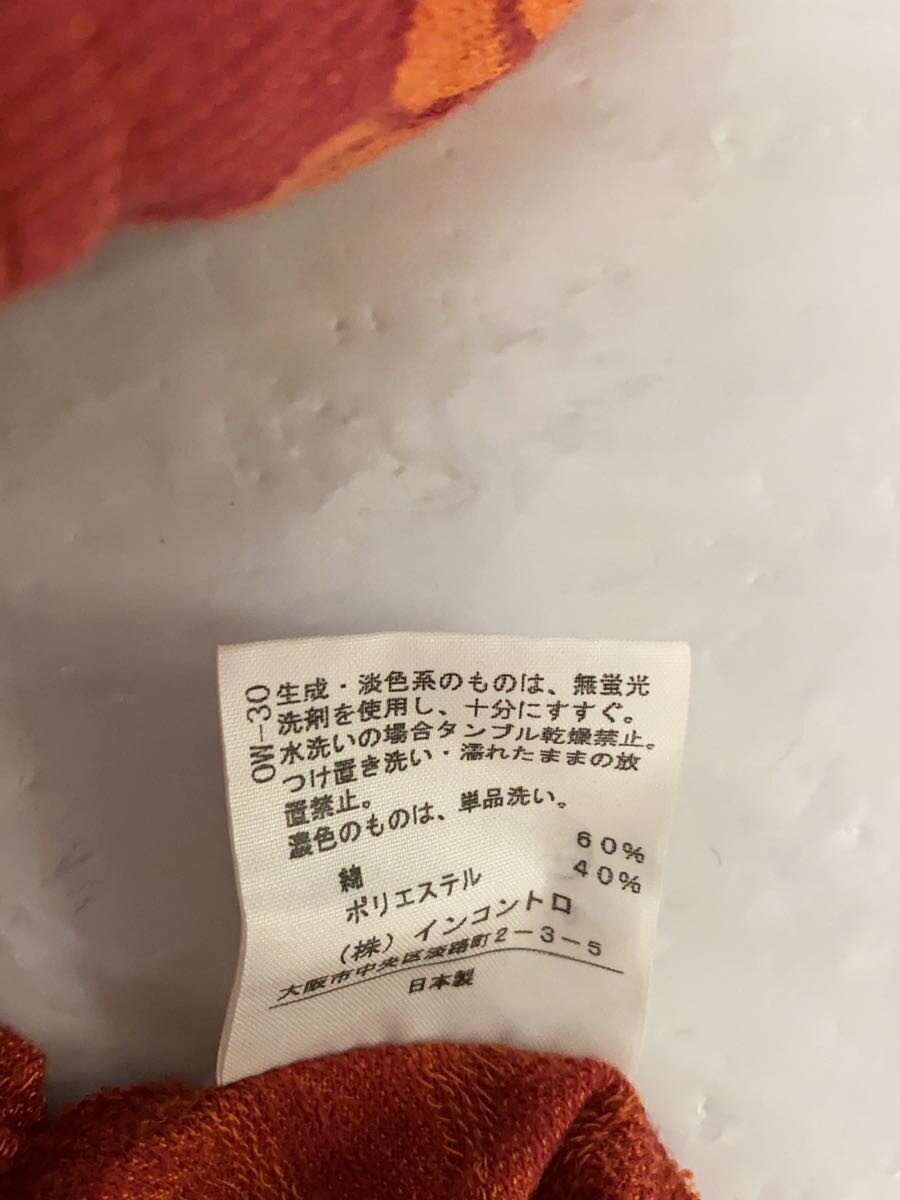 OW-30
生成・淡色系のものは、無蛍光
洗剤を使用し、十分にすすぐ。
水洗いの場合タンブル乾燥禁止。
つけ置き洗い・濡れたままの放
置禁止。
濃色のものは、単品洗い。
綿 60%
ポリエステル 40%
(株)インコントロ
大阪市中央区淡路町2-3-5
日本製